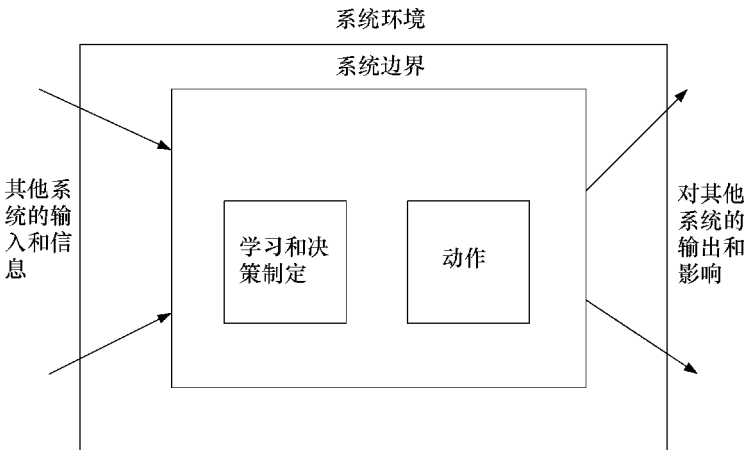 系统环境
系统边界
其他系
统的输
入和信
息
学习和决
策制定
动作
对其他
系统的
输出和
影响